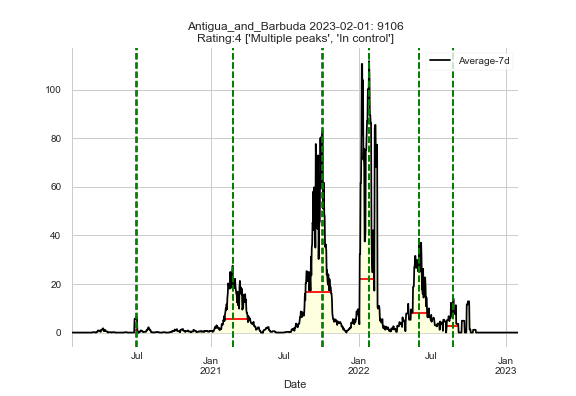 Antigua_and_Barbuda 2023-02-01: 9106
Rating:4 ['Multiple peaks', 'In control']
Average-7d
100
80
60
40
20
0
Jul
Jan
2021
Jul
Jan
2022
Jul
Jan
2023
Date